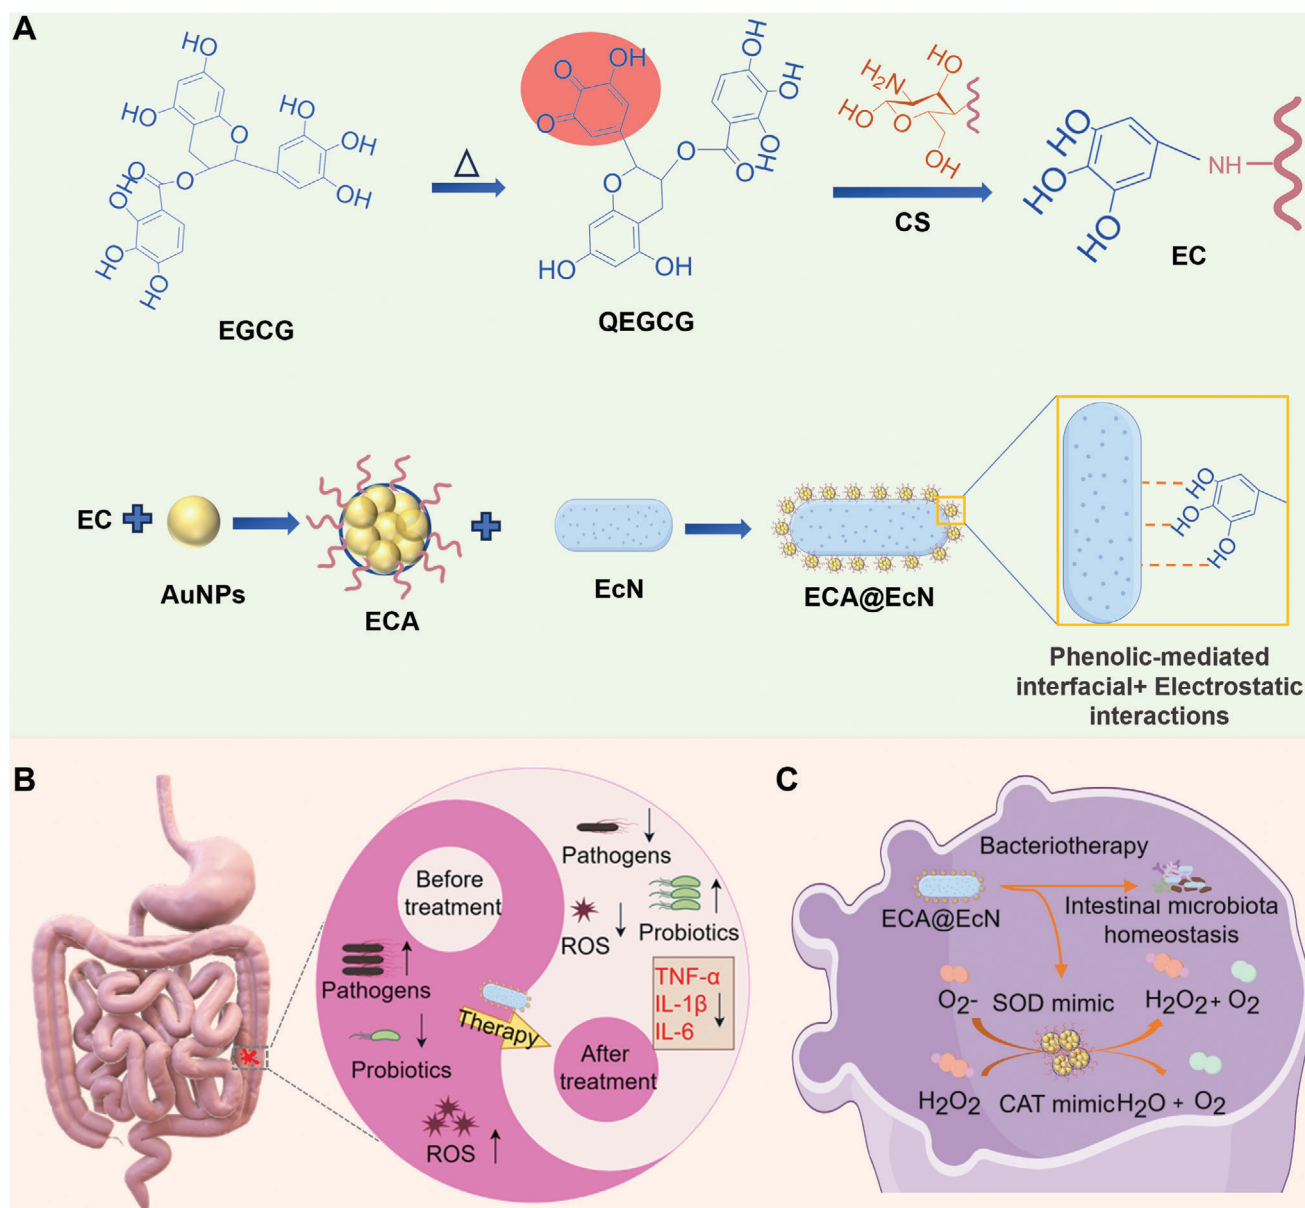 A
HO
HO
HO
O
OH
O
O
OH
OH
HO
HO
EGCG
Δ
O
OH
O
OH
OH
OH
O
O
O
HO
OH
QEGCG
HO
H₂N
HO
O
OH
CS
HO
HO
HO
NH
EC
EC
AuNPs
ECA
EcN
ECA@EcN
HO
HO
HO
Phenolic-mediated
interfacial+ Electrostatic
interactions
B
Before
treatment
Pathogens
Probiotics
ROS
Therapy
Pathogens
ROS
Probiotics
TNF-α
IL-1β
IL-6
After
treatment
C
Bacteriotherapy
ECA@EcN
Intestinal microbiota
homeostasis
O₂-
SOD mimic
H₂O₂ + O₂
H₂O₂
CAT mimic
H₂O + O₂